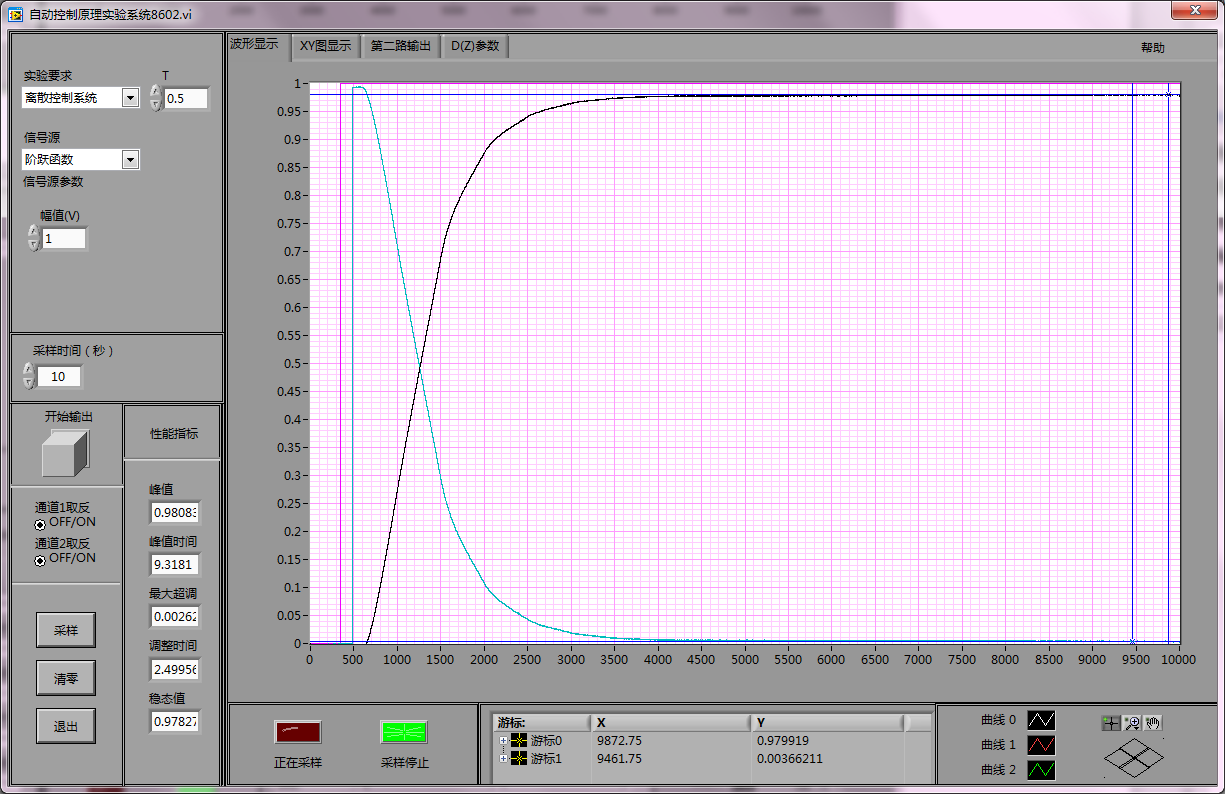 自动控制原理实验系统8602.vi
波形显示 XY图显示 第二路输出 D(Z)参数 帮助
实验要求 T
离散控制系统 0.5
信号源
阶跃函数
信号源参数
幅值(V)
1
采样时间（秒）
10
开始输出
性能指标
通道1取反
OFF/ON
通道2取反
OFF/ON
采样
清零
退出
峰值
0.98083
峰值时间
9.3181
最大超调
0.00262
调整时间
2.49956
稳态值
0.97827
1
0.95
0.9
0.85
0.8
0.75
0.7
0.65
0.6
0.55
0.5
0.45
0.4
0.35
0.3
0.25
0.2
0.15
0.1
0.05
0
0 500 1000 1500 2000 2500 3000 3500 4000 4500 5000 5500 6000 6500 7000 7500 8000 8500 9000 9500 10000
正在采样 采样停止
游标: X Y
游标0 9872.75 0.979919
游标1 9461.75 0.00366211
曲线 0
曲线 1
曲线 2